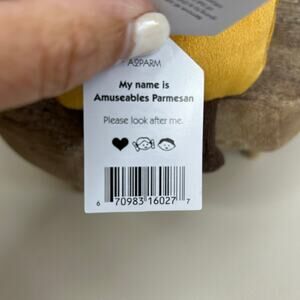 A2PARM
My name is
Amuseables Parmesan
Please look after me.
6 70983 16027 7